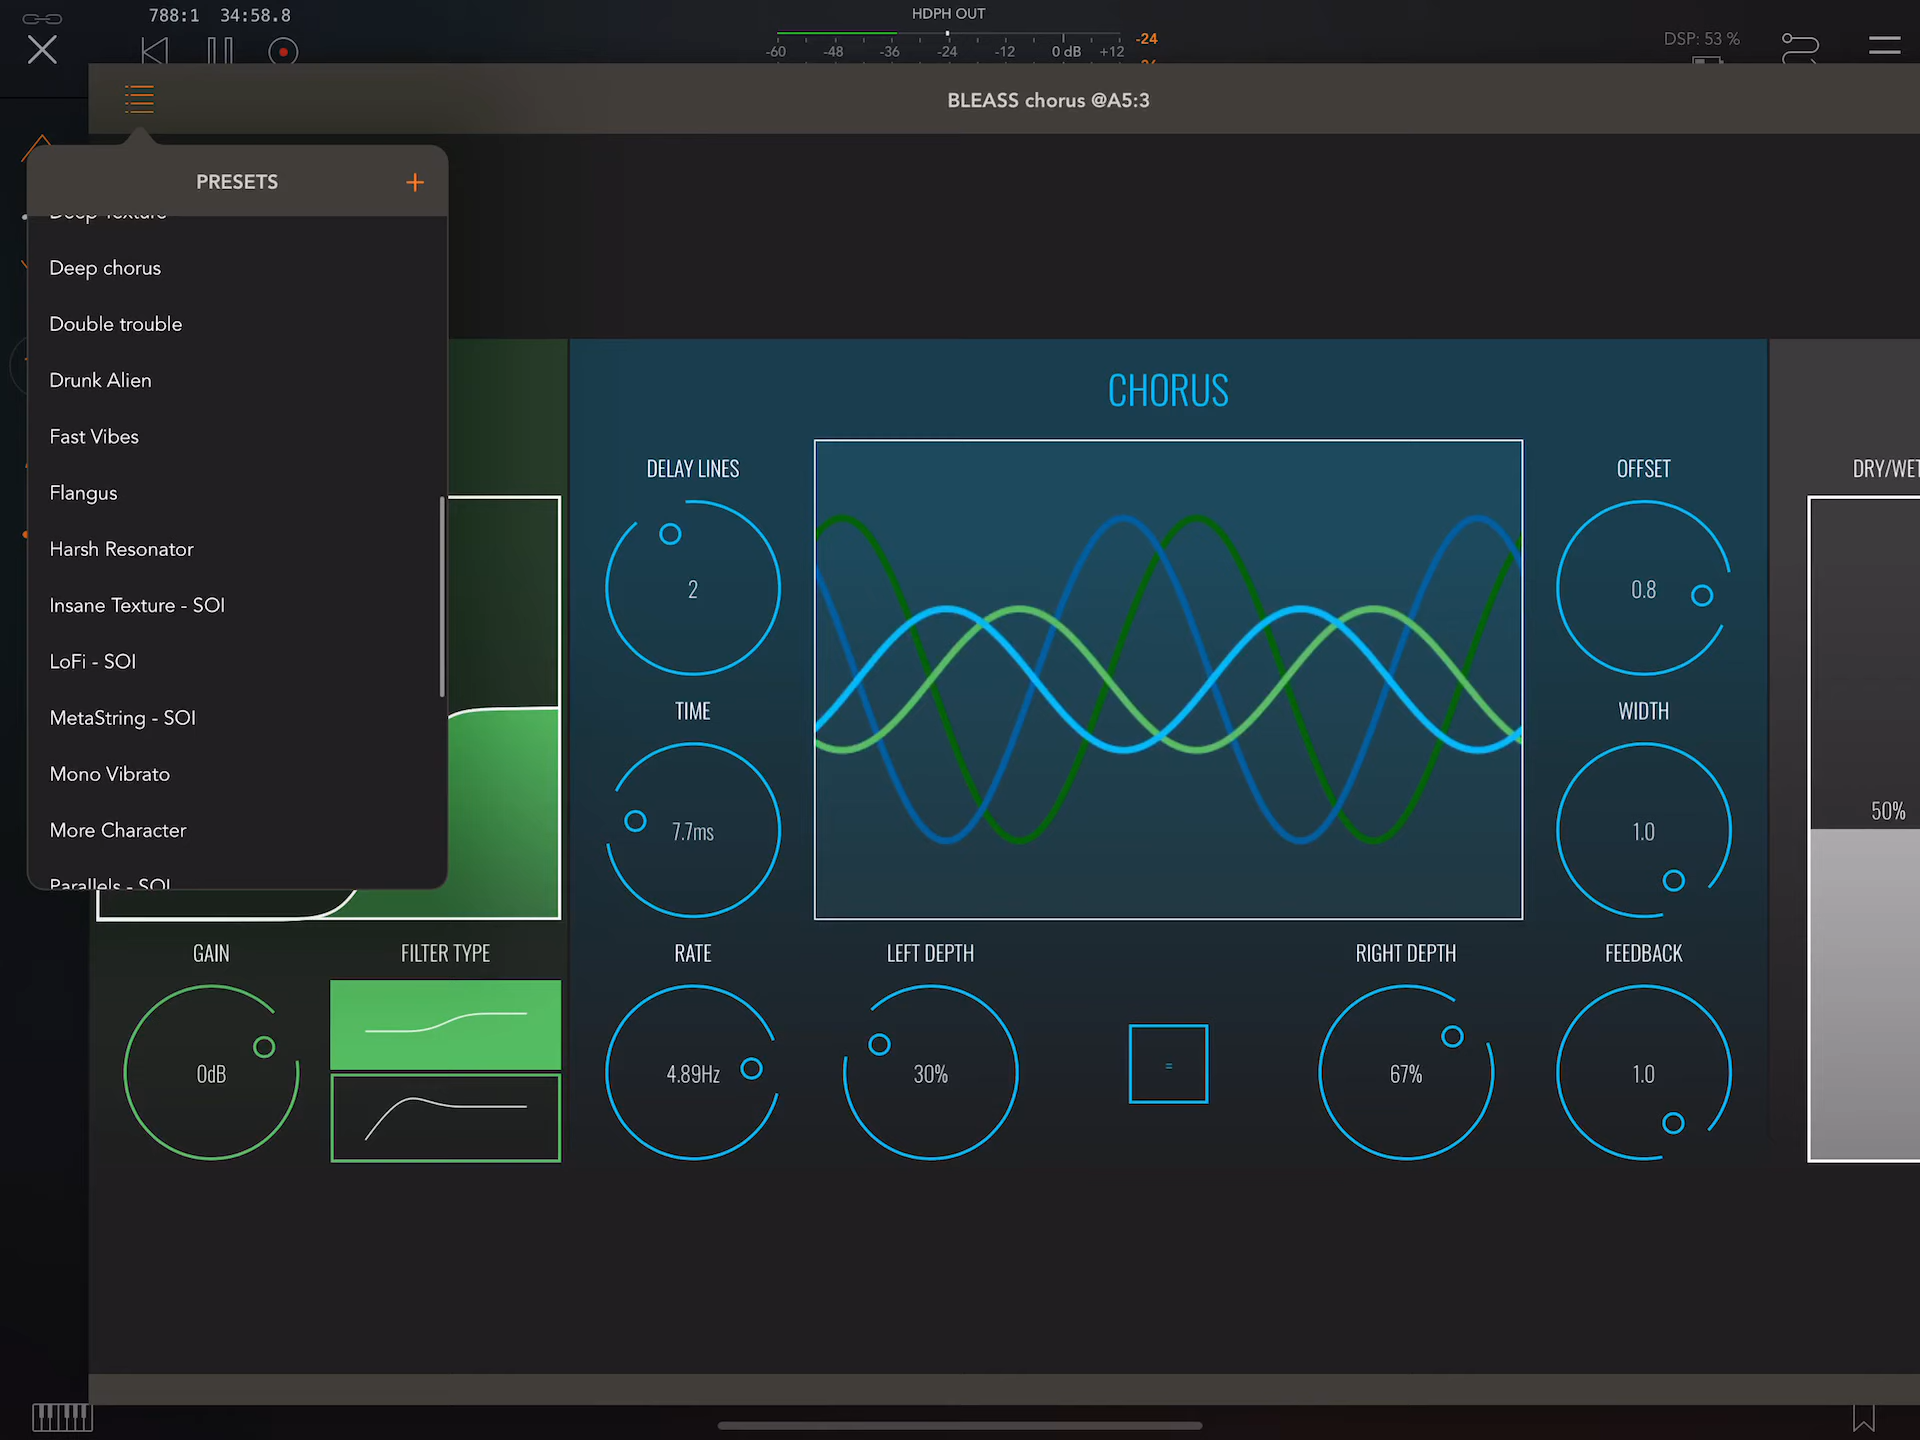 788:1 34:58.8
HDPH OUT
-60 -48 -36 -24 -12 0 dB +12
-24
DSP: 53 %
BLEASS chorus @A5:3
PRESETS +
Deep Texture
Deep chorus
Double trouble
Drunk Alien
Fast Vibes
Flangus
Harsh Resonator
Insane Texture - SOI
LoFi - SOI
MetaString - SOI
Mono Vibrato
More Character
Parallels - SOI
CHORUS
DELAY LINES
2
OFFSET
0.8
DRY/WET
50%
TIME
7.7ms
WIDTH
1.0
GAIN
0dB
FILTER TYPE
RATE
4.89Hz
LEFT DEPTH
30%
=
RIGHT DEPTH
67%
FEEDBACK
1.0